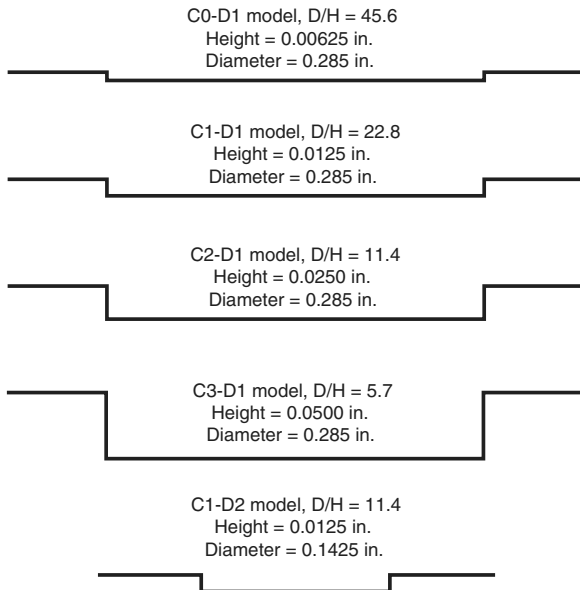 C0-D1 model, D/H = 45.6
Height = 0.00625 in.
Diameter = 0.285 in.
C1-D1 model, D/H = 22.8
Height = 0.0125 in.
Diameter = 0.285 in.
C2-D1 model, D/H = 11.4
Height = 0.0250 in.
Diameter = 0.285 in.
C3-D1 model, D/H = 5.7
Height = 0.0500 in.
Diameter = 0.285 in.
C1-D2 model, D/H = 11.4
Height = 0.0125 in.
Diameter = 0.1425 in.